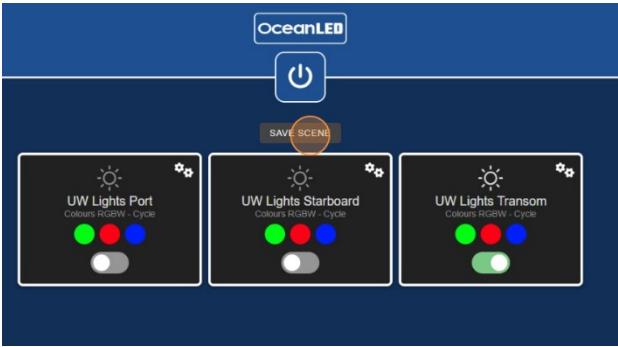 OceanLED
SAVE SCENE
UW Lights Port
Colours RGBW - Cycle
UW Lights Starboard
Colours RGBW - Cycle
UW Lights Transom
Colours RGBW - Cycle